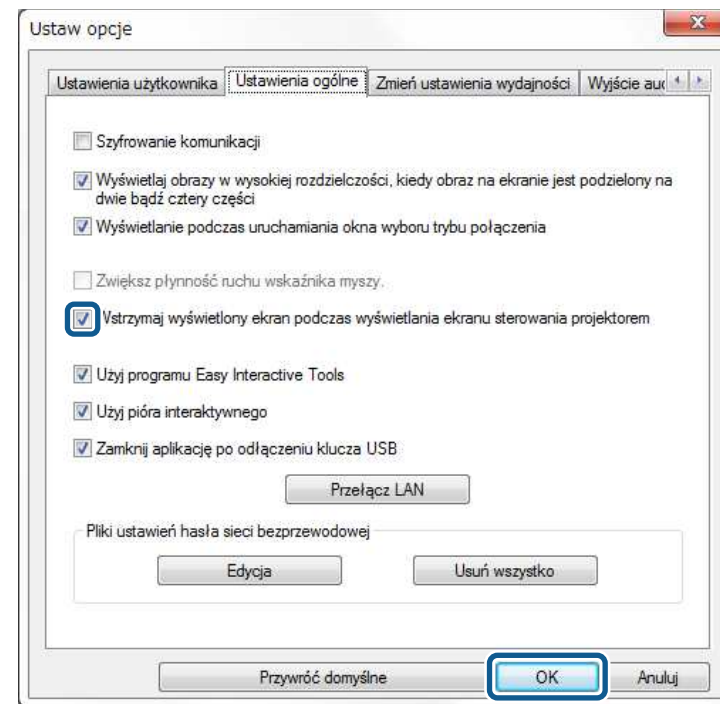 Ustaw opcje
Ustawienia użytkownika Ustawienia ogólne Zmień ustawienia wydajności Wyjście auc
Szyfrowanie komunikacji
Wyświetlaj obrazy w wysokiej rozdzielczości, kiedy obraz na ekranie jest podzielony na
dwie bądź cztery części
Wyświetlanie podczas uruchamiania okna wyboru trybu połączenia
Zwiększ płynność ruchu wskaźnika myszy.
Wstrzymaj wyświetlony ekran podczas wyświetlania ekranu sterowania projektorem
Użyj programu Easy Interactive Tools
Użyj pióra interaktywnego
Zamknij aplikację po odłączeniu klucza USB
Przełącz LAN
Pliki ustawień hasła sieci bezprzewodowej
Edycja Usuń wszystko
Przywróć domyślne OK Anuluj